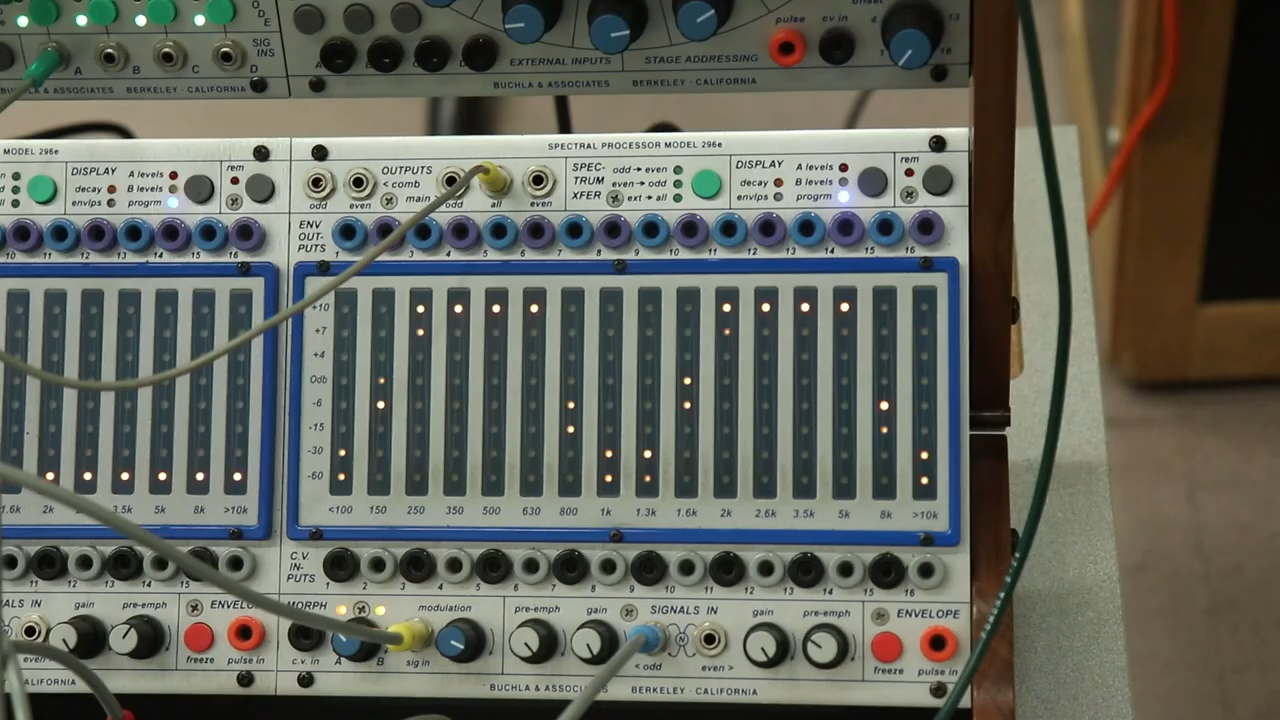 O
D
E
SIG
INS
A B C D
BUCHLA & ASSOCIATES BERKELEY · CALIFORNIA
pulse cv in
offset
4 13
1 16
EXTERNAL INPUTS STAGE ADDRESSING
BUCHLA & ASSOCIATES BERKELEY · CALIFORNIA
MODEL 296e
DISPLAY A levels rem
decay B levels
envlps progrm
10 11 12 13 14 15 16
1.6k 2k 5k 3.5k 5k 8k >10k
11 12 13 14 15
gain pre-emph
even
freeze pulse in
SPECTRAL PROCESSOR MODEL 296e
OUTPUTS
< comb
main >
odd even odd all even
SPEC-
TRUM
XFER
odd → even
even → odd
ext → all
DISPLAY A levels rem
decay B levels
envlps progrm
ENV
OUT-
PUTS
1 3 4 5 6 7 8 9 10 11 12 13 14 15 16
+10
+7
+4
0db
-6
-15
-30
-60
<100 150 250 350 500 630 800 1k 1.3k 1.6k 2k 2.6k 3.5k 5k 8k >10k
C.V.
IN-
PUTS
1 2 3 4 5 6 7 8 9 10 11 12 13 14 15 16
MORPH modulation pre-emph gain SIGNALS IN gain pre-emph ENVELOPE
c.v. in A B sig in < odd even > freeze pulse in
BERKELEY · CALIFORNIA